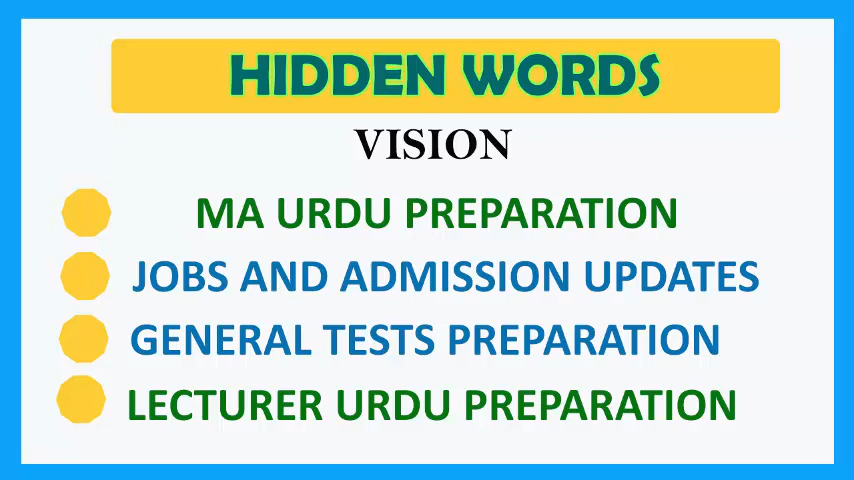 HIDDEN WORDS
VISION
MA URDU PREPARATION
JOBS AND ADMISSION UPDATES
GENERAL TESTS PREPARATION
LECTURER URDU PREPARATION